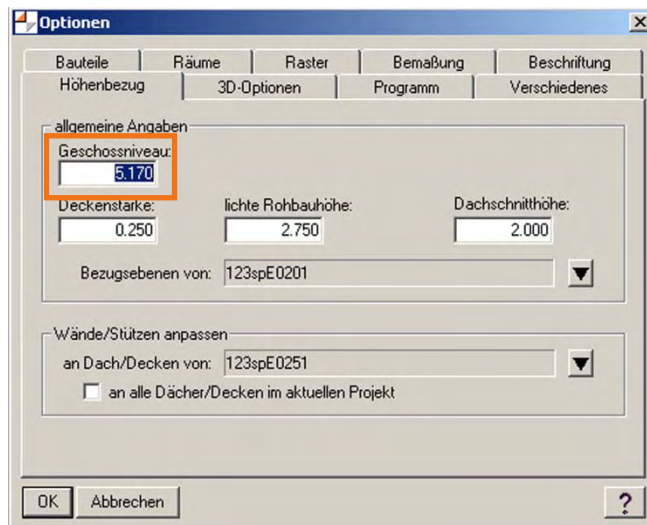 Optionen
Bauteile Räume Raster Bemaßung Beschriftung
Höhenbezug 3D-Optionen Programm Verschiedenes
allgemeine Angaben
Geschossniveau:
5.170
Deckenstärke: lichte Rohbauhöhe: Dachschnitthöhe:
0.250 2.750 2.000
Bezugsebenen von: 123spE0201
Wände/Stützen anpassen
an Dach/Decken von: 123spE0251
an alle Dächer/Decken im aktuellen Projekt
OK Abbrechen ?